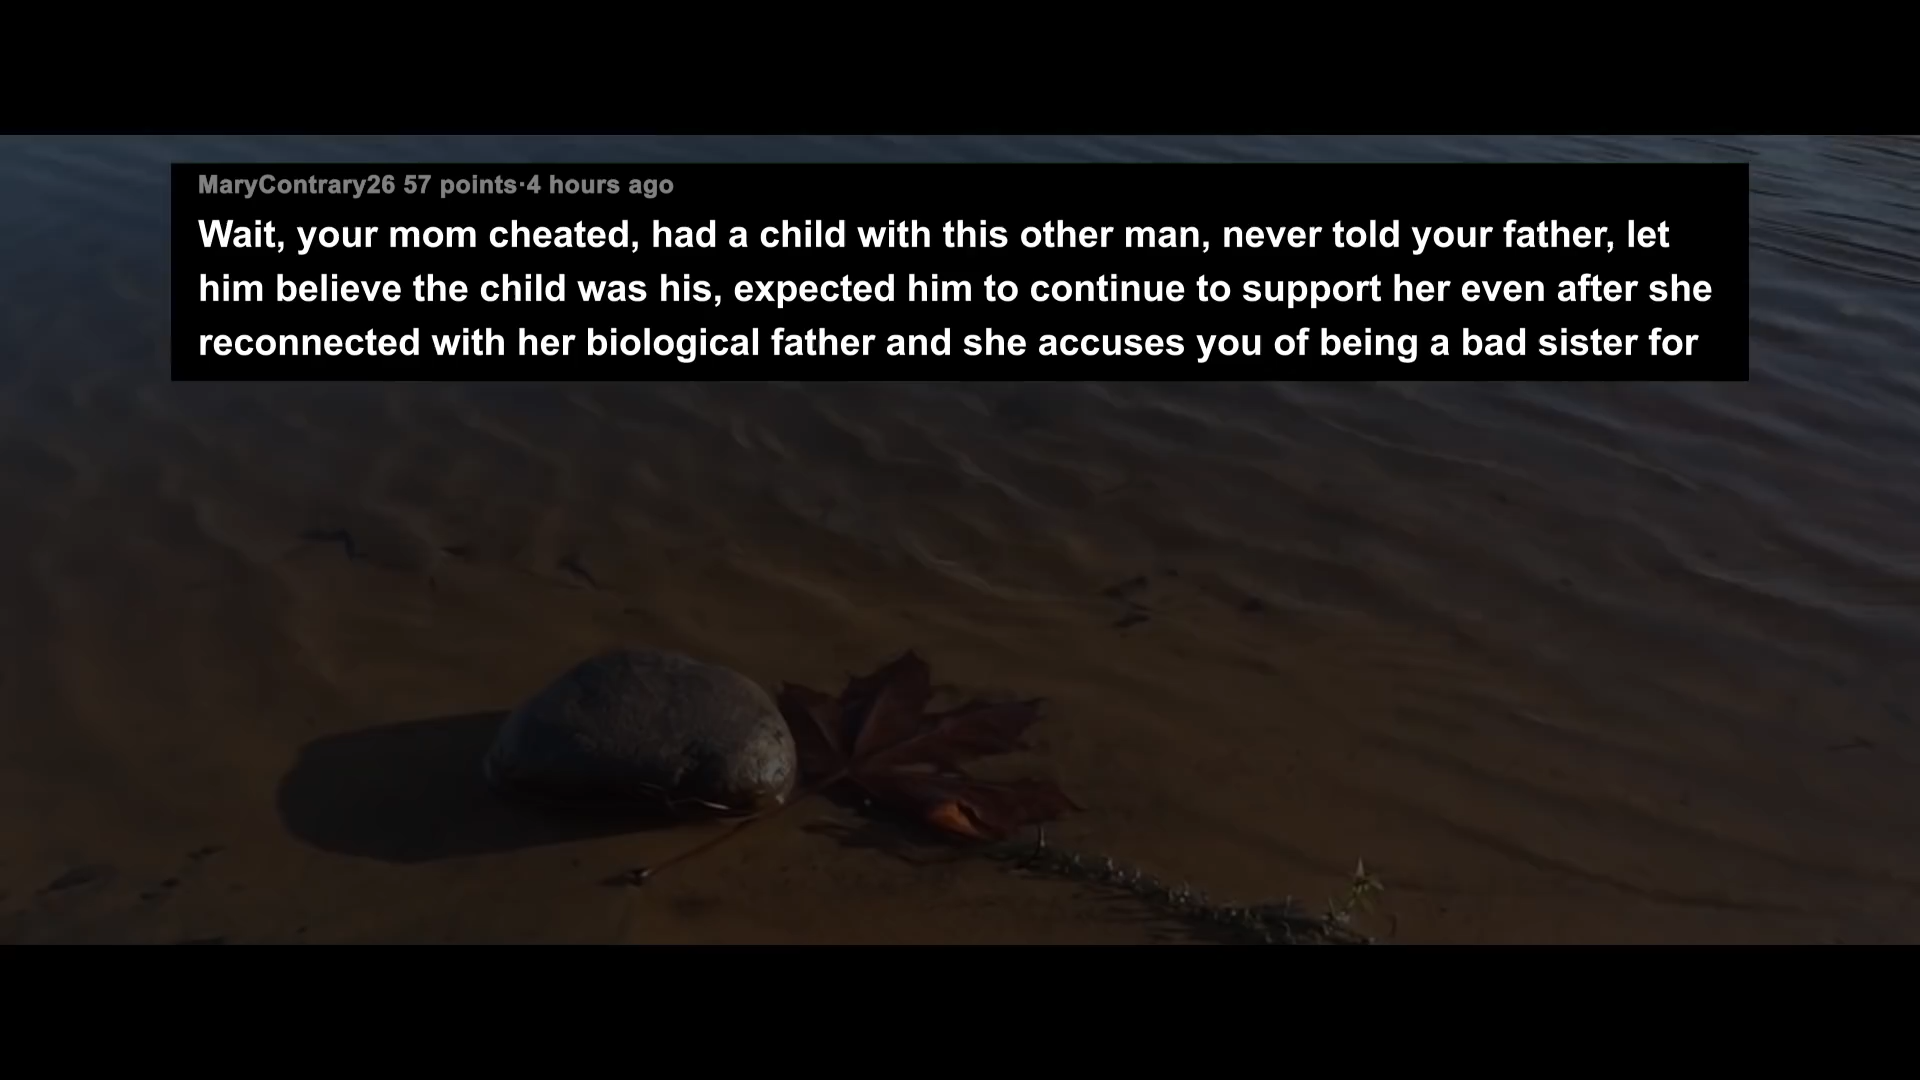 MaryContrary26 57 points·4 hours ago
Wait, your mom cheated, had a child with this other man, never told your father, let
him believe the child was his, expected him to continue to support her even after she
reconnected with her biological father and she accuses you of being a bad sister for